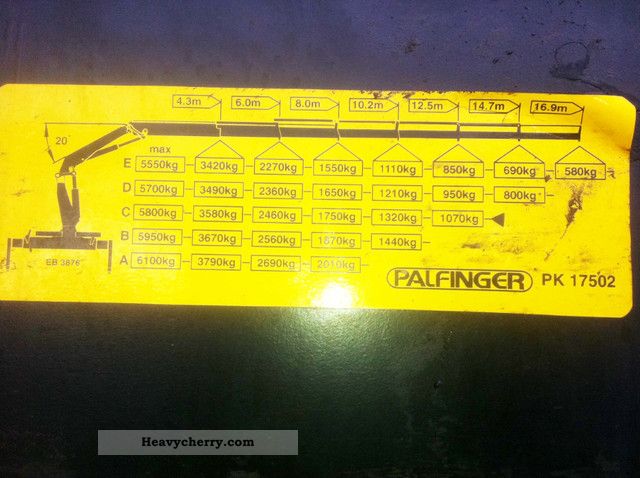 4.3m 6.0m 8.0m 10.2m 12.5m 14.7m 16.9m
20°
max
E 5550kg 3420kg 2270kg 1550kg 1110kg 850kg 690kg 580kg
D 5700kg 3490kg 2360kg 1650kg 1210kg 950kg 800kg
C 5800kg 3580kg 2460kg 1750kg 1320kg 1070kg
B 5950kg 3670kg 2560kg 1870kg 1440kg
A 6100kg 3790kg 2690kg 2010kg
EB 3876
PALFINGER PK 17502
Heavycherry.com